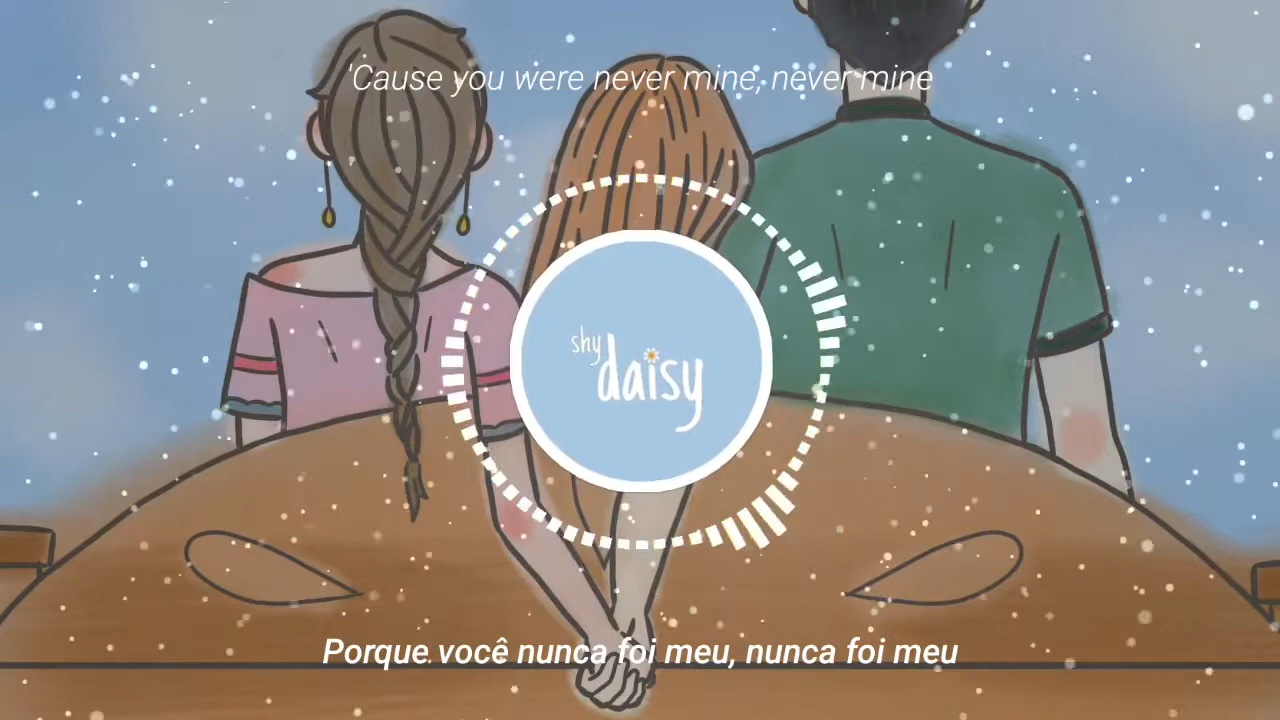 'Cause you were never mine, never mine
shy
daisy
Porque você nunca foi meu, nunca foi meu